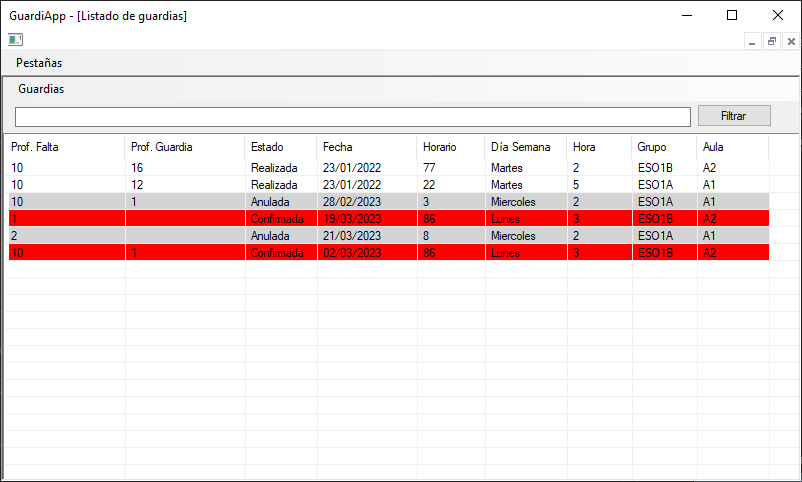 GuardiApp - [Listado de guardias]
Pestañas
Guardias
Filtrar
Prof. Falta Prof. Guardia Estado Fecha Horario Día Semana Hora Grupo Aula
10 16 Realizada 23/01/2022 77 Martes 2 ESO1B A2
10 12 Realizada 23/01/2022 22 Martes 5 ESO1A A1
10 1 Anulada 28/02/2023 3 Miercoles 2 ESO1A A1
1 Confirmada 19/03/2023 86 Lunes 3 ESO1B A2
2 Anulada 21/03/2023 8 Miercoles 2 ESO1A A1
10 1 Confirmada 02/03/2023 86 Lunes 3 ESO1B A2